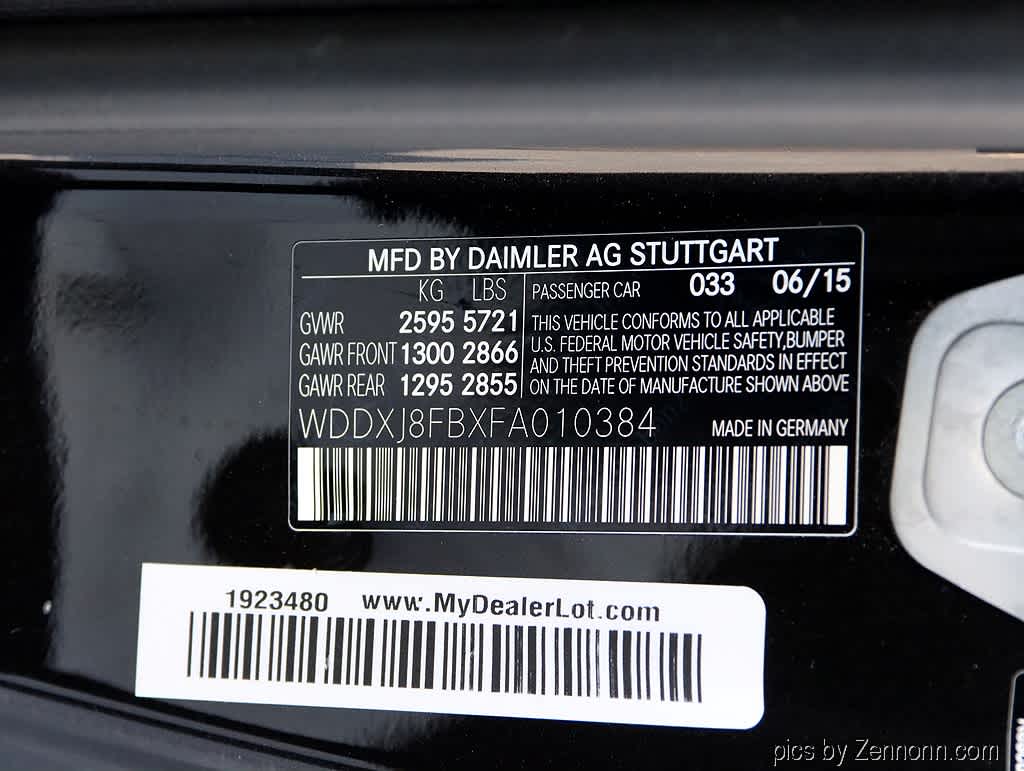 MFD BY DAIMLER AG STUTTGART
KG LBS
GVWR 2595 5721
GAWR FRONT 1300 2866
GAWR REAR 1295 2855
PASSENGER CAR 033 06/15
THIS VEHICLE CONFORMS TO ALL APPLICABLE
U.S. FEDERAL MOTOR VEHICLE SAFETY,BUMPER
AND THEFT PREVENTION STANDARDS IN EFFECT
ON THE DATE OF MANUFACTURE SHOWN ABOVE
WDDXJ8FBXFA010384 MADE IN GERMANY
1923480 www.MyDealerLot.com
pics by Zennonn.com